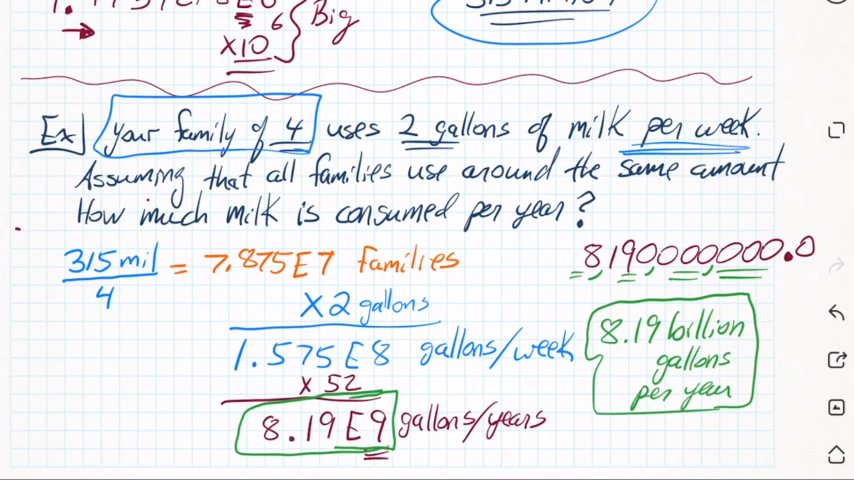 x10 6 Big
Ex] your family of 4 uses 2 gallons of milk per week.
Assuming that all families use around the same amount
How much milk is consumed per year?
315 mil
4
= 7.875E7 families
x2 gallons
1.575E8 gallons/week
x 52
8.19E9 gallons/years
8190000000.0
8.19 billion
gallons
per year